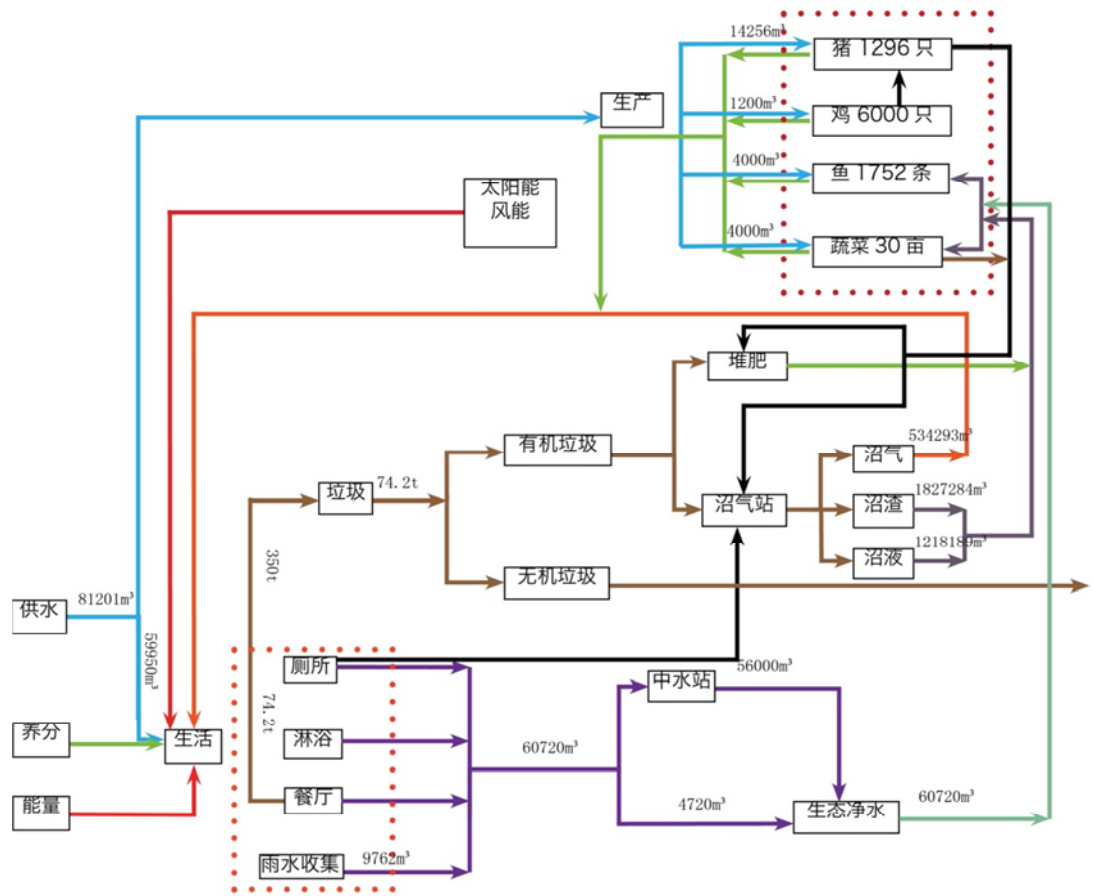 14256m³
猪 1296 只
生产
1200m³
鸡 6000 只
4000m³
鱼 1752 条
太阳能
风能
4000m³
蔬菜 30 亩
堆肥
有机垃圾
沼气
534293m³
垃圾
74.2t
沼气站
沼渣
1827284m³
沼液
1218189m³
350t
无机垃圾
供水
81201m³
59950m³
厕所
56000m³
中水站
74.2t
养分
生活
淋浴
60720m³
能量
餐厅
4720m³
生态净水
60720m³
雨水收集
9762m³